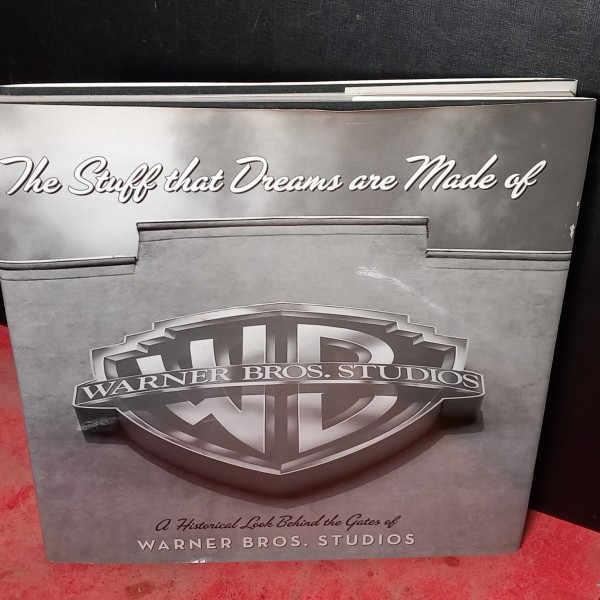 The Stuff that Dreams are Made of
WB
WARNER BROS. STUDIOS
A Historical Look Behind the Gates of
WARNER BROS. STUDIOS